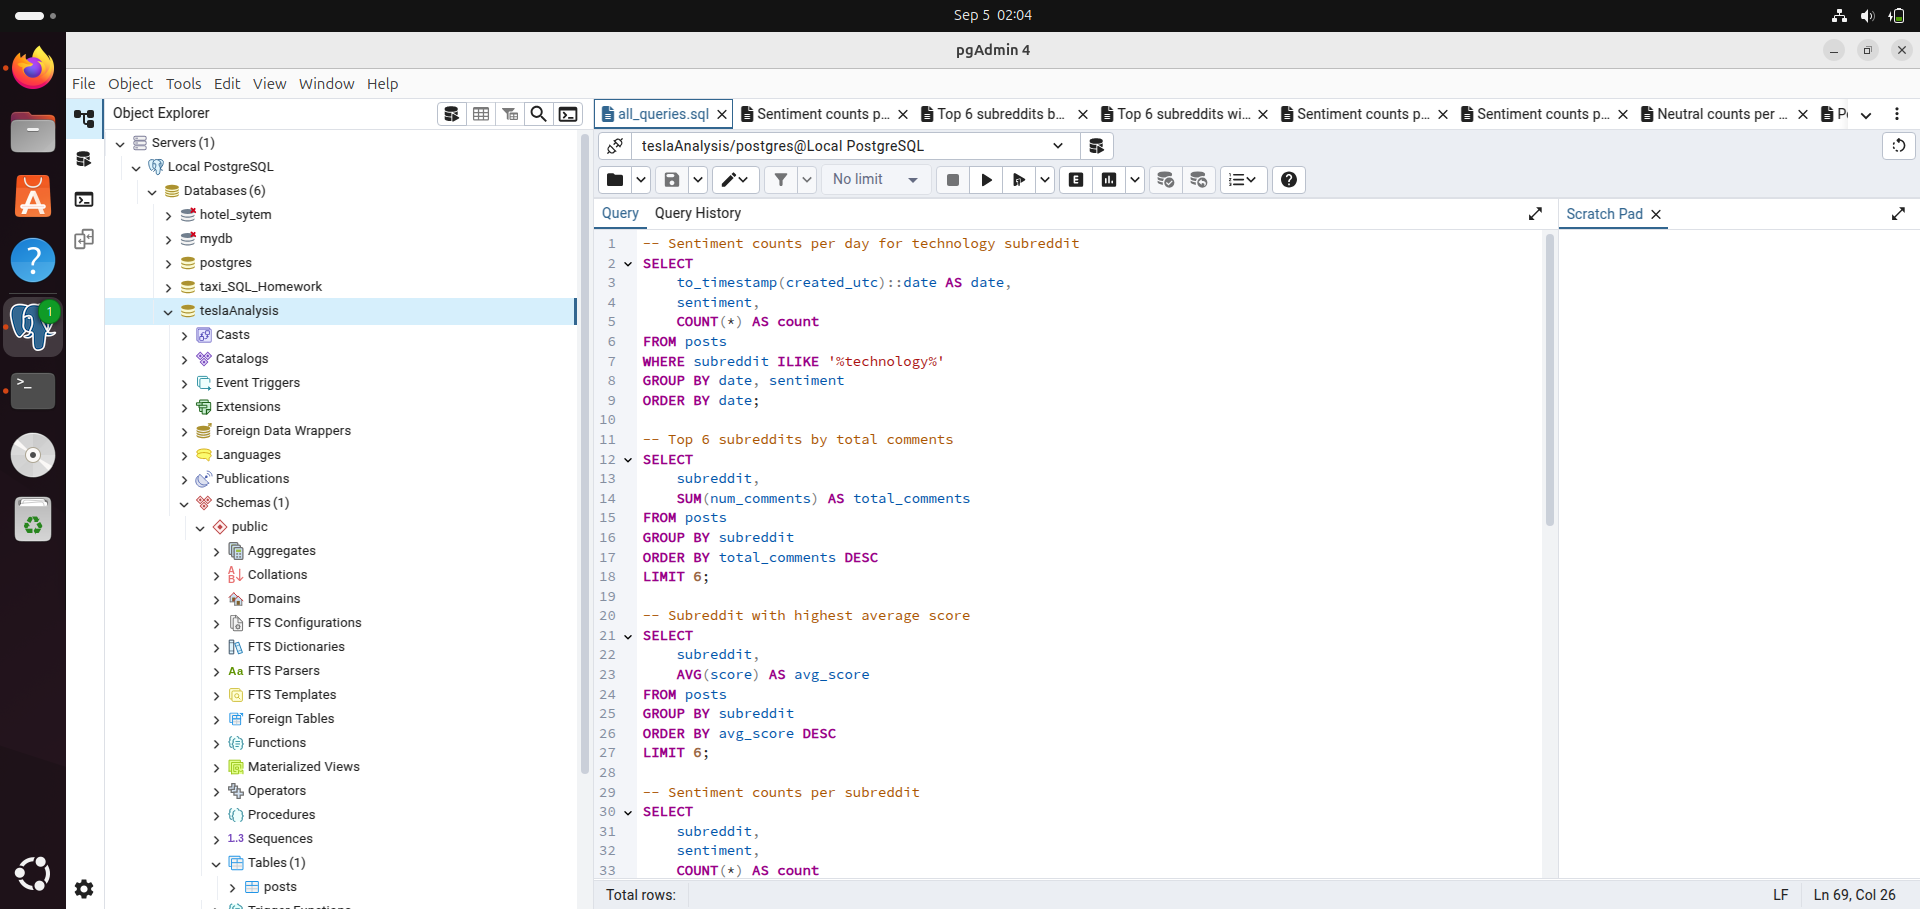 Sep 5 02:04
pgAdmin 4
File Object Tools Edit View Window Help
Object Explorer
Servers (1)
Local PostgreSQL
Databases (6)
hotel_sytem
mydb
postgres
taxi_SQL_Homework
teslaAnalysis
Casts
Catalogs
Event Triggers
Extensions
Foreign Data Wrappers
Languages
Publications
Schemas (1)
public
Aggregates
Collations
Domains
FTS Configurations
FTS Dictionaries
Aa FTS Parsers
FTS Templates
Foreign Tables
Functions
Materialized Views
Operators
Procedures
1..3 Sequences
Tables (1)
posts
Trigger Functions
1
all_queries.sql Sentiment counts p... Top 6 subreddits b... Top 6 subreddits wi... Sentiment counts p... Sentiment counts p... Neutral counts per ...
teslaAnalysis/postgres@Local PostgreSQL
No limit
E
Query Query History
Scratch Pad
1 -- Sentiment counts per day for technology subreddit
2 SELECT
3 to_timestamp(created_utc)::date AS date,
4 sentiment,
5 COUNT(*) AS count
6 FROM posts
7 WHERE subreddit ILIKE '%technology%'
8 GROUP BY date, sentiment
9 ORDER BY date;
10
11 -- Top 6 subreddits by total comments
12 SELECT
13 subreddit,
14 SUM(num_comments) AS total_comments
15 FROM posts
16 GROUP BY subreddit
17 ORDER BY total_comments DESC
18 LIMIT 6;
19
20 -- Subreddit with highest average score
21 SELECT
22 subreddit,
23 AVG(score) AS avg_score
24 FROM posts
25 GROUP BY subreddit
26 ORDER BY avg_score DESC
27 LIMIT 6;
28
29 -- Sentiment counts per subreddit
30 SELECT
31 subreddit,
32 sentiment,
33 COUNT(*) AS count
Total rows:
LF
Ln 69, Col 26